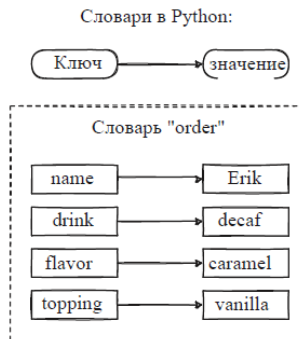 Словари в Python:
Ключ значение
Словарь "order"
name Erik
drink decaf
flavor caramel
topping vanilla